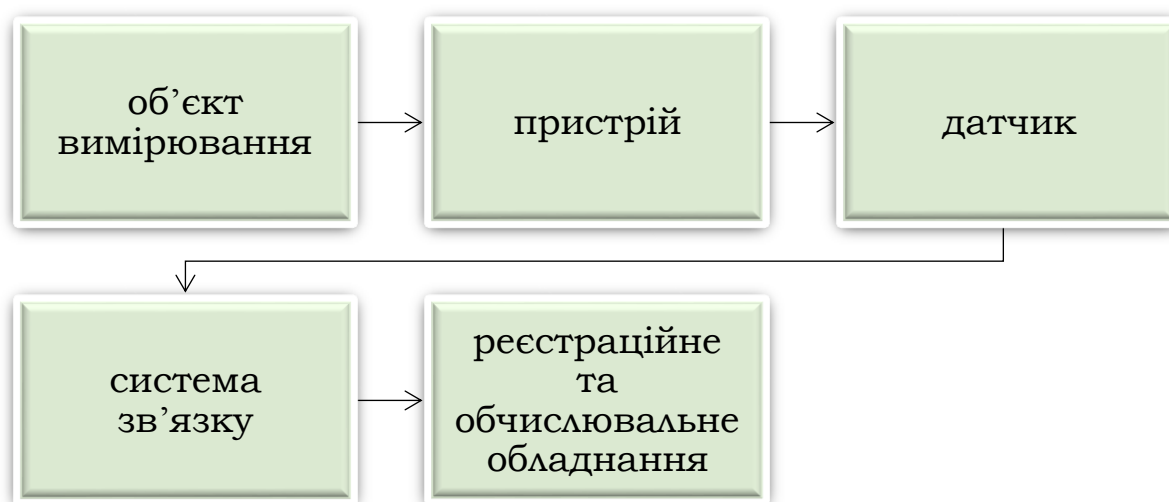 об’єкт
вимірювання
пристрій
датчик
система
зв’язку
реєстраційне
та
обчислювальне
обладнання